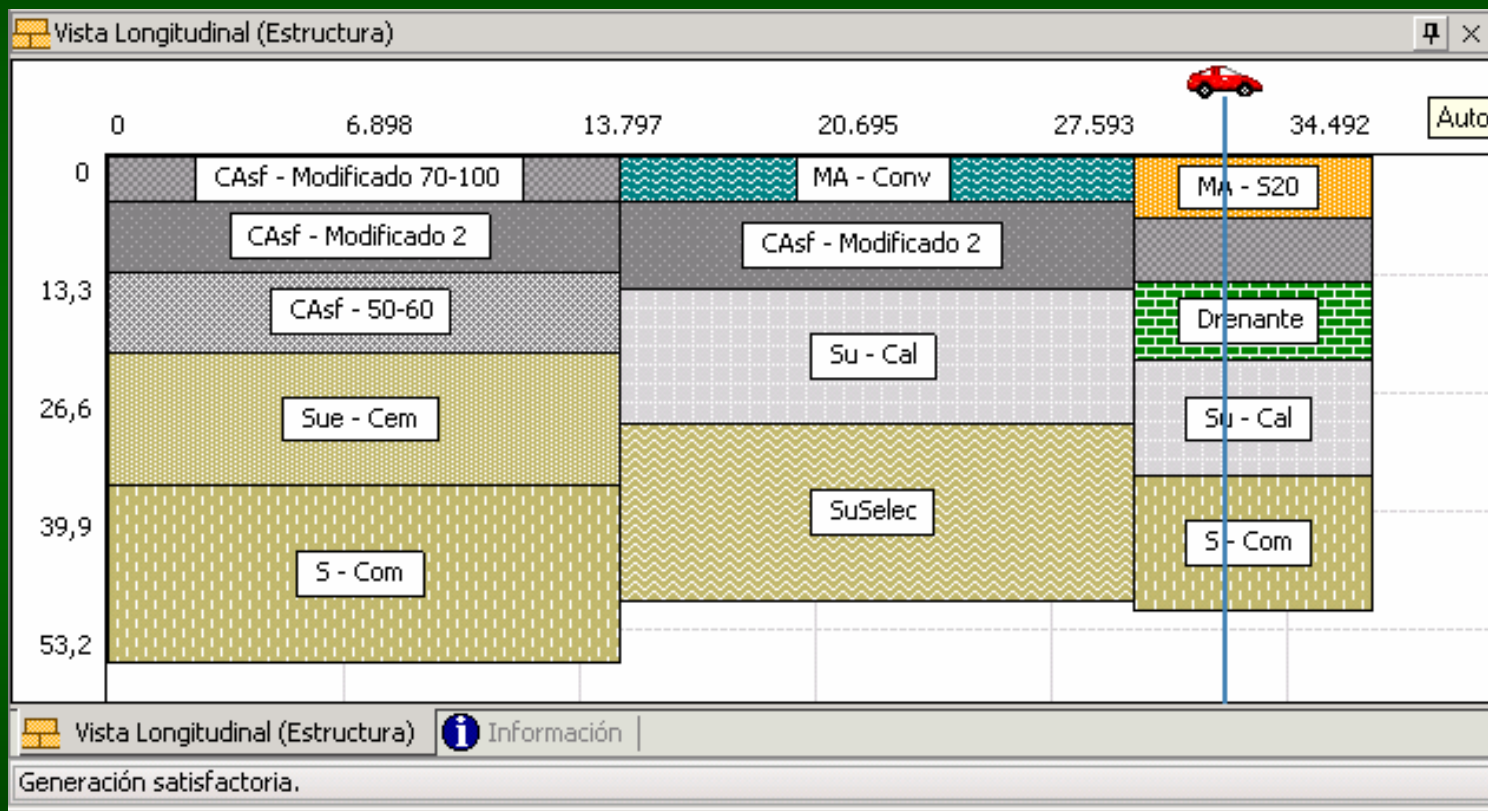 Vista Longitudinal (Estructura)
0 6.898 13.797 20.695 27.593 34.492 Auto
0
CAsf - Modificado 70-100
MA - Conv
MA - S20
CAsf - Modificado 2
CAsf - Modificado 2
13,3
CAsf - 50-60
Drenante
Su - Cal
26,6
Sue - Cem
Su - Cal
SuSelec
39,9
S - Com
S - Com
53,2
Vista Longitudinal (Estructura) Información
Generación satisfactoria.